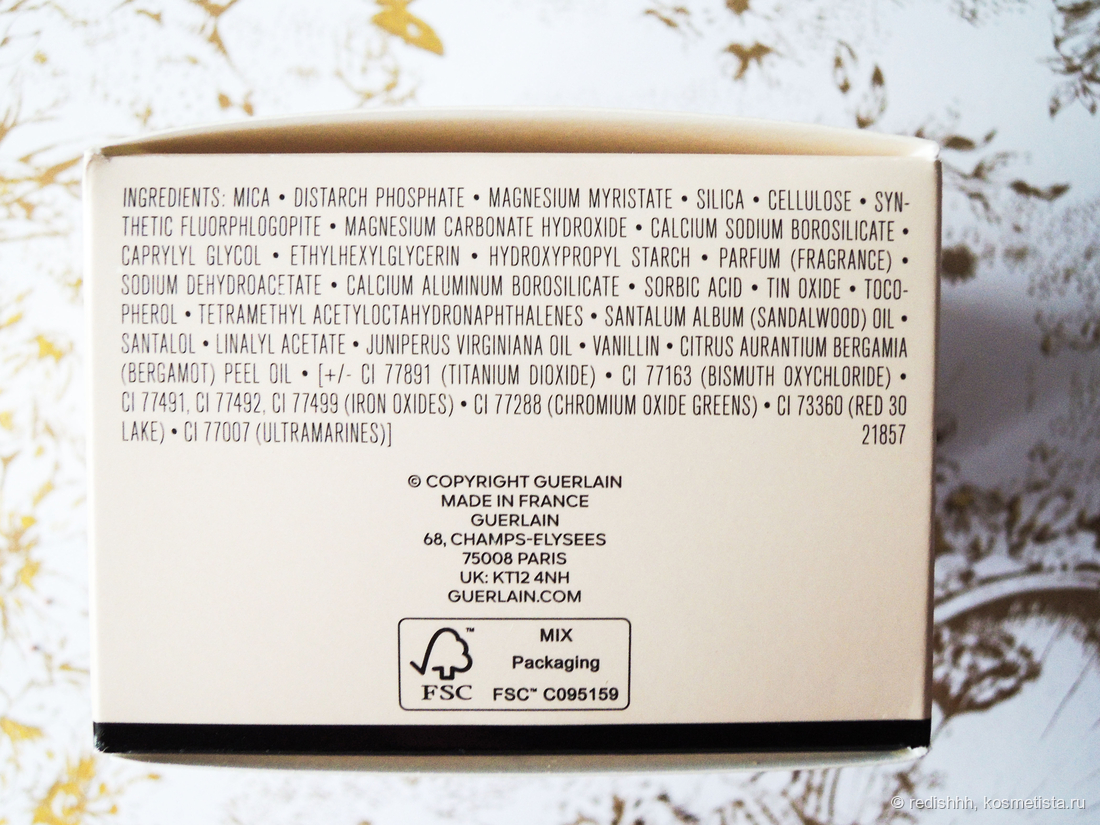 INGREDIENTS: MICA • DISTARCH PHOSPHATE • MAGNESIUM MYRISTATE • SILICA • CELLULOSE • SYN-
THETIC FLUORPHLOGOPITE • MAGNESIUM CARBONATE HYDROXIDE • CALCIUM SODIUM BOROSILICATE •
CAPRYLYL GLYCOL • ETHYLHEXYLGLYCERIN • HYDROXYPROPYL STARCH • PARFUM (FRAGRANCE) •
SODIUM DEHYDROACETATE • CALCIUM ALUMINUM BOROSILICATE • SORBIC ACID • TIN OXIDE • TOCO-
PHEROL • TETRAMETHYL ACETYLOCTAHYDRONAPHTHALENES • SANTALUM ALBUM (SANDALWOOD) OIL •
SANTALOL • LINALYL ACETATE • JUNIPERUS VIRGINIANA OIL • VANILLIN • CITRUS AURANTIUM BERGAMIA
(BERGAMOT) PEEL OIL • [+/- CI 77891 (TITANIUM DIOXIDE) • CI 77163 (BISMUTH OXYCHLORIDE) •
CI 77491, CI 77492, CI 77499 (IRON OXIDES) • CI 77288 (CHROMIUM OXIDE GREENS) • CI 73360 (RED 30
LAKE) • CI 77007 (ULTRAMARINES)] 21857
© COPYRIGHT GUERLAIN
MADE IN FRANCE
GUERLAIN
68, CHAMPS-ELYSEES
75008 PARIS
UK: KT12 4NH
GUERLAIN.COM
™
FSC
MIX
Packaging
FSC™ C095159
© redishhh, kosmetista.ru